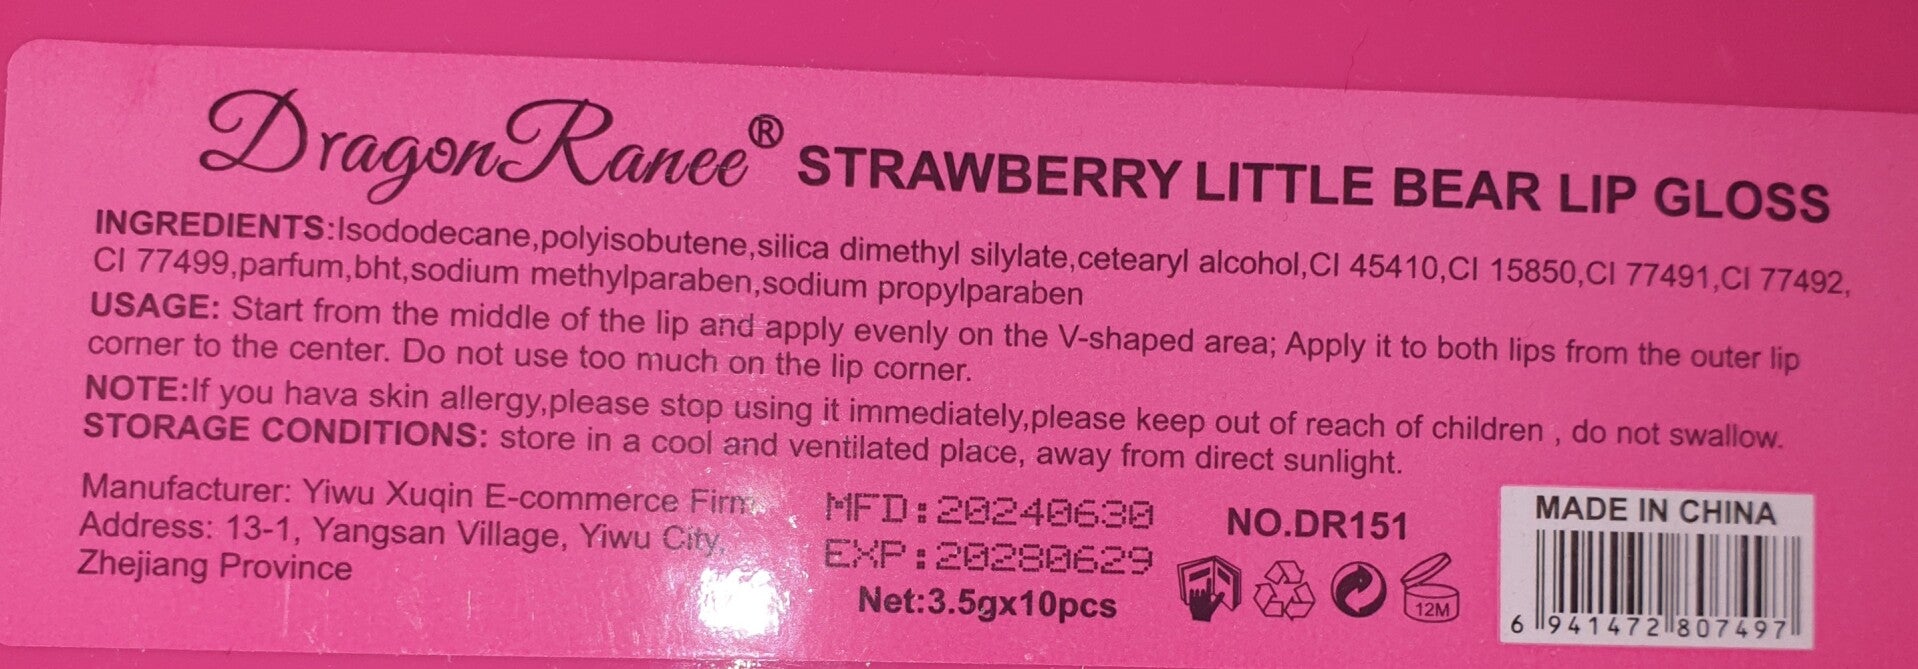 DragonRanee® STRAWBERRY LITTLE BEAR LIP GLOSS
INGREDIENTS:Isododecane,polyisobutene,silica dimethyl silylate,cetearyl alcohol,CI 45410,CI 15850,CI 77491,CI 77492,
CI 77499,parfum,bht,sodium methylparaben,sodium propylparaben
USAGE: Start from the middle of the lip and apply evenly on the V-shaped area; Apply it to both lips from the outer lip
corner to the center. Do not use too much on the lip corner.
NOTE:If you hava skin allergy,please stop using it immediately,please keep out of reach of children , do not swallow.
STORAGE CONDITIONS: store in a cool and ventilated place, away from direct sunlight.
Manufacturer: Yiwu Xuqin E-commerce Firm
Address: 13-1, Yangsan Village, Yiwu City,
Zhejiang Province
MFD:20240630
EXP:20280629
Net:3.5gx10pcs
NO.DR151
12M
MADE IN CHINA
6 941472 807497